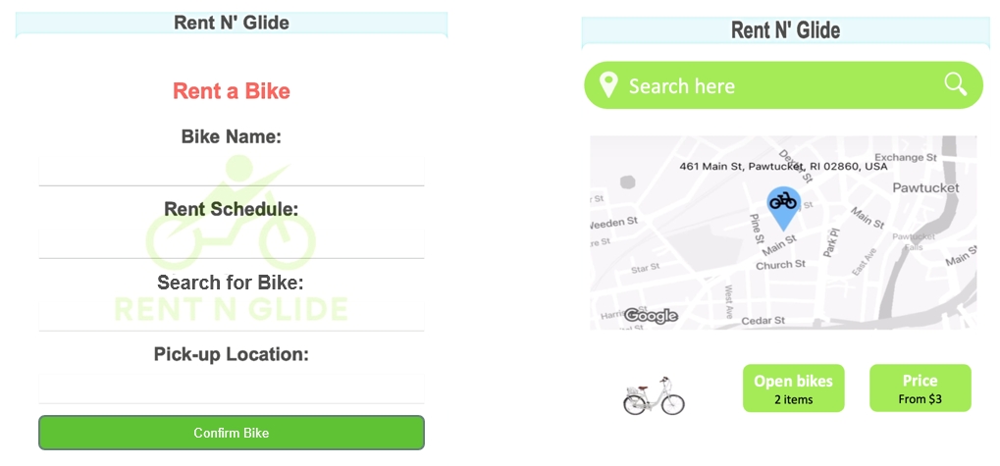 Rent N' Glide
Rent a Bike
Bike Name:
Rent Schedule:
Search for Bike:
RENT N GLIDE
Pick-up Location:
Confirm Bike
Rent N' Glide
Search here
461 Main St, Pawtucket, RI 02860, USA
Dexter St
Exchange St
Pawtucket
Weeden St
Pine St
Main St
Park Pl
Main St
Pawtucket
Falls
East Ave
Main St
Star St
Church St
West Ave
Google
Cedar St
Open bikes
2 items
Price
From $3